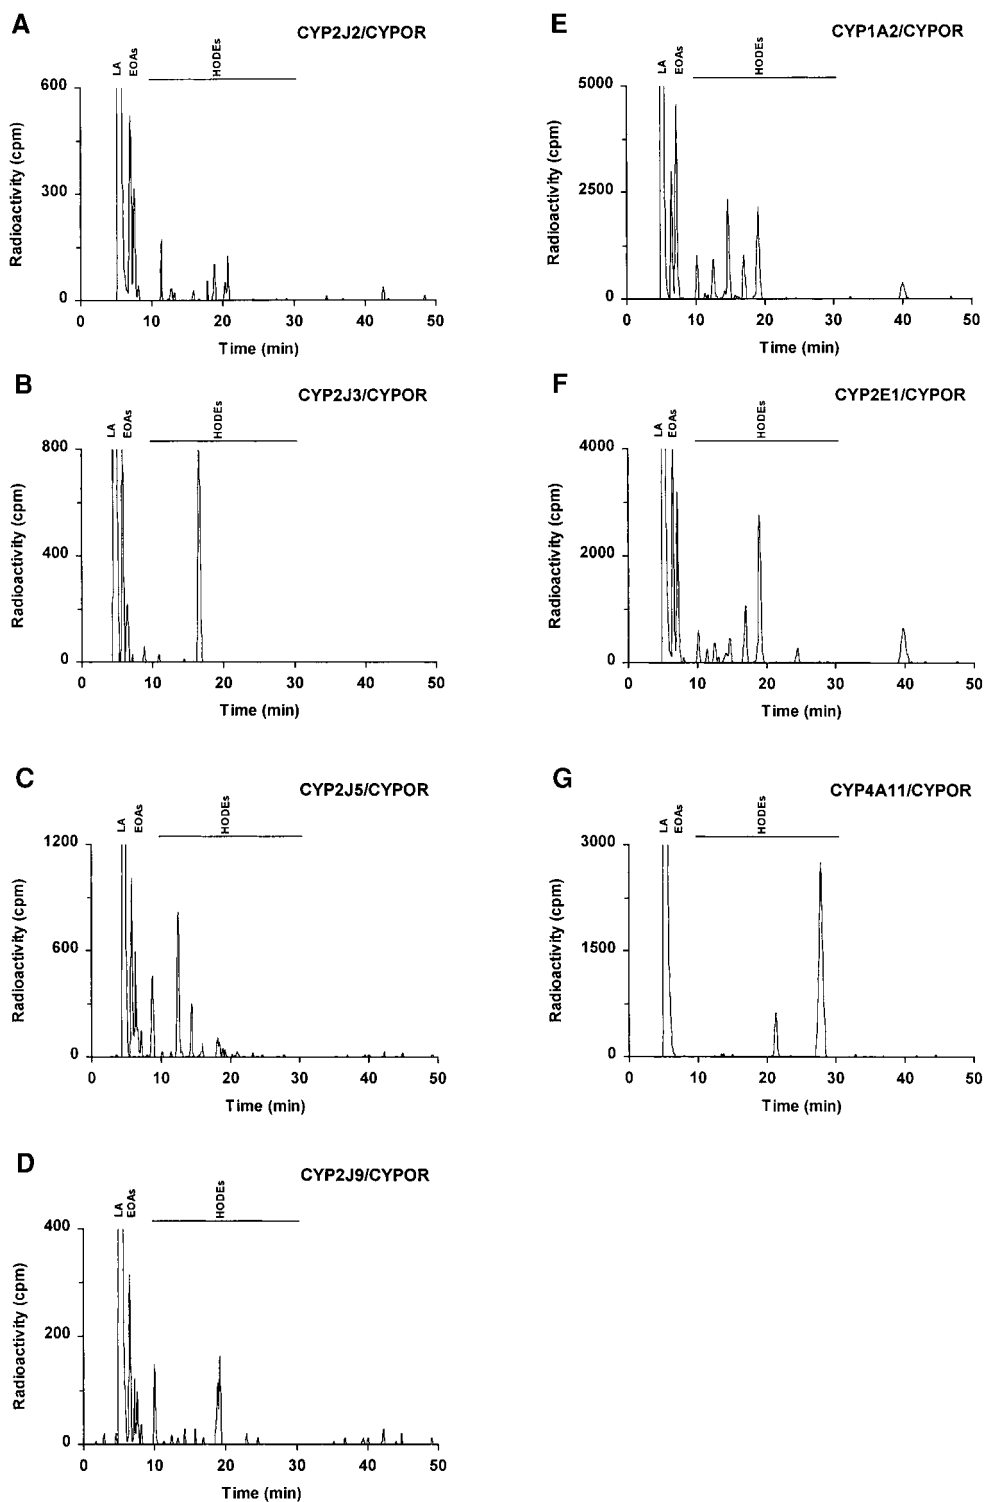 A
CYP2J2/CYPOR
LA
EOAs
HODEs
Radioactivity (cpm)
600
300
0
0 10 20 30 40 50
Time (min)
B
CYP2J3/CYPOR
LA
EOAs
HODEs
Radioactivity (cpm)
800
400
0
0 10 20 30 40 50
Time (min)
C
CYP2J5/CYPOR
LA
EOAs
HODEs
Radioactivity (cpm)
1200
600
0
0 10 20 30 40 50
Time (min)
D
CYP2J9/CYPOR
LA
EOAs
HODEs
Radioactivity (cpm)
400
200
0
0 10 20 30 40 50
Time (min)
E
CYP1A2/CYPOR
LA
EOAs
HODEs
Radioactivity (cpm)
5000
2500
0
0 10 20 30 40 50
Time (min)
F
CYP2E1/CYPOR
LA
EOAs
HODEs
Radioactivity (cpm)
4000
2000
0
0 10 20 30 40 50
Time (min)
G
CYP4A11/CYPOR
LA
EOAs
HODEs
Radioactivity (cpm)
3000
1500
0
0 10 20 30 40 50
Time (min)